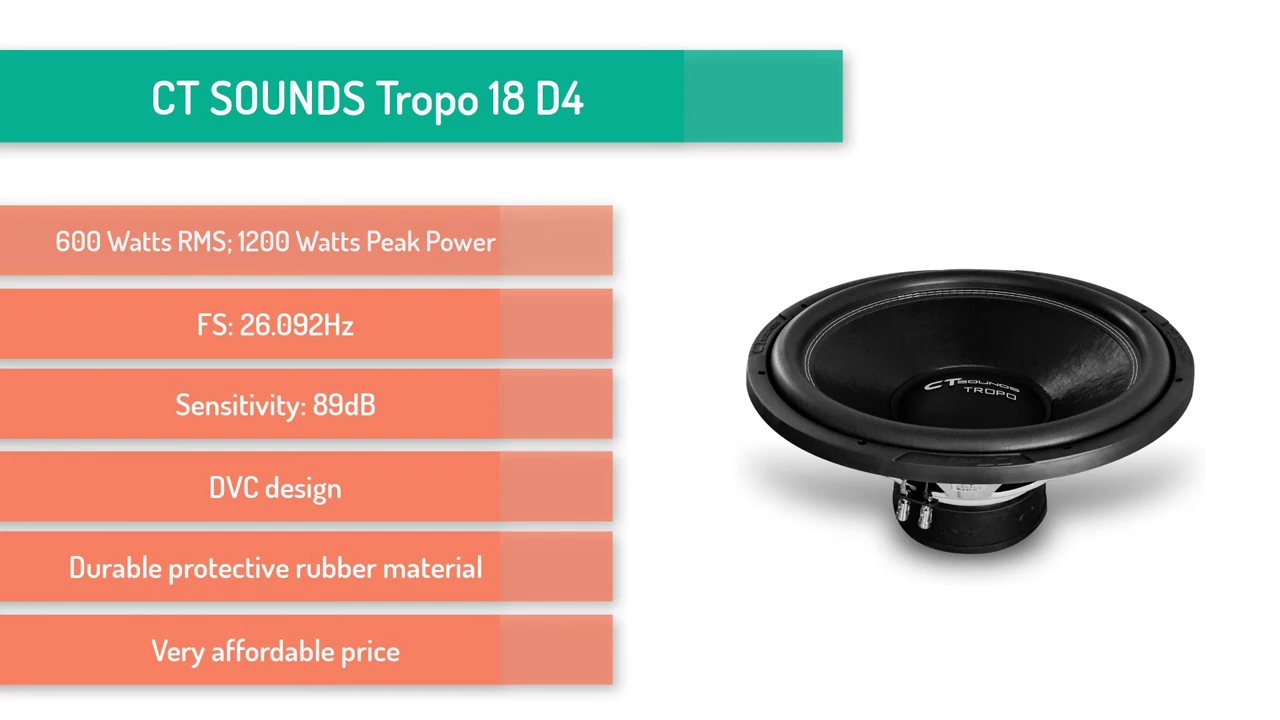 CT SOUNDS Tropo 18 D4
600 Watts RMS; 1200 Watts Peak Power
FS: 26.092Hz
Sensitivity: 89dB
DVC design
Durable protective rubber material
Very affordable price
CT SOUNDS
TROPO